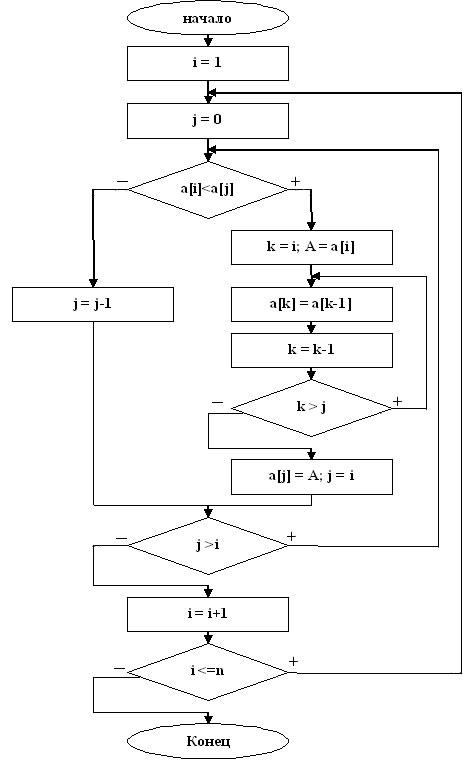 начало
i = 1
j = 0
a[i]<a[j]
–
+
k = i; A = a[i]
j = j-1
a[k] = a[k-1]
k = k-1
k > j
–
+
a[j] = A; j = i
j >i
–
+
i = i+1
i <=n
–
+
Конец